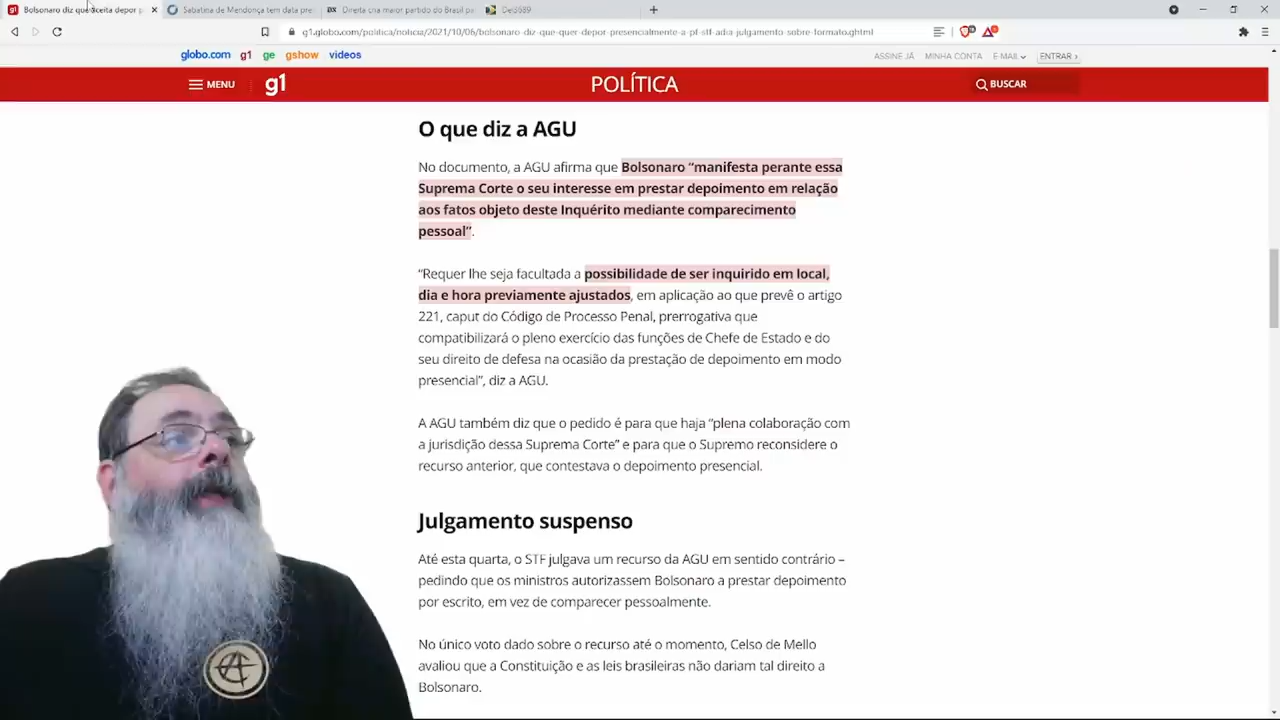 Bolsonaro diz que aceita depor p
Sabatina de Mendonça tem data pre
Direita cria maior partido do Brasil pa
g1.globo.com/politica/noticia/2021/10/06/bolsonaro-diz-que-quer-depor-presencialmente-a-pf-stf-adia-julgamento-sobre-formato.ghtml
globo.com g1 ge gshow videos
ASSINE JÁ MINHA CONTA E-MAIL ENTRAR ›
MENU g1 POLÍTICA BUSCAR
O que diz a AGU
No documento, a AGU afirma que Bolsonaro “manifesta perante essa
Suprema Corte o seu interesse em prestar depoimento em relação
aos fatos objeto deste Inquérito mediante comparecimento
pessoal”.
“Requer lhe seja facultada a possibilidade de ser inquirido em local,
dia e hora previamente ajustados, em aplicação ao que prevê o artigo
221, caput do Código de Processo Penal, prerrogativa que
compatibilizará o pleno exercício das funções de Chefe de Estado e do
seu direito de defesa na ocasião da prestação de depoimento em modo
presencial”, diz a AGU.
A AGU também diz que o pedido é para que haja “plena colaboração com
a jurisdição dessa Suprema Corte” e para que o Supremo reconsidere o
recurso anterior, que contestava o depoimento presencial.
Julgamento suspenso
Até esta quarta, o STF julgava um recurso da AGU em sentido contrário –
pedindo que os ministros autorizassem Bolsonaro a prestar depoimento
por escrito, em vez de comparecer pessoalmente.
No único voto dado sobre o recurso até o momento, Celso de Mello
avaliou que a Constituição e as leis brasileiras não dariam tal direito a
Bolsonaro.